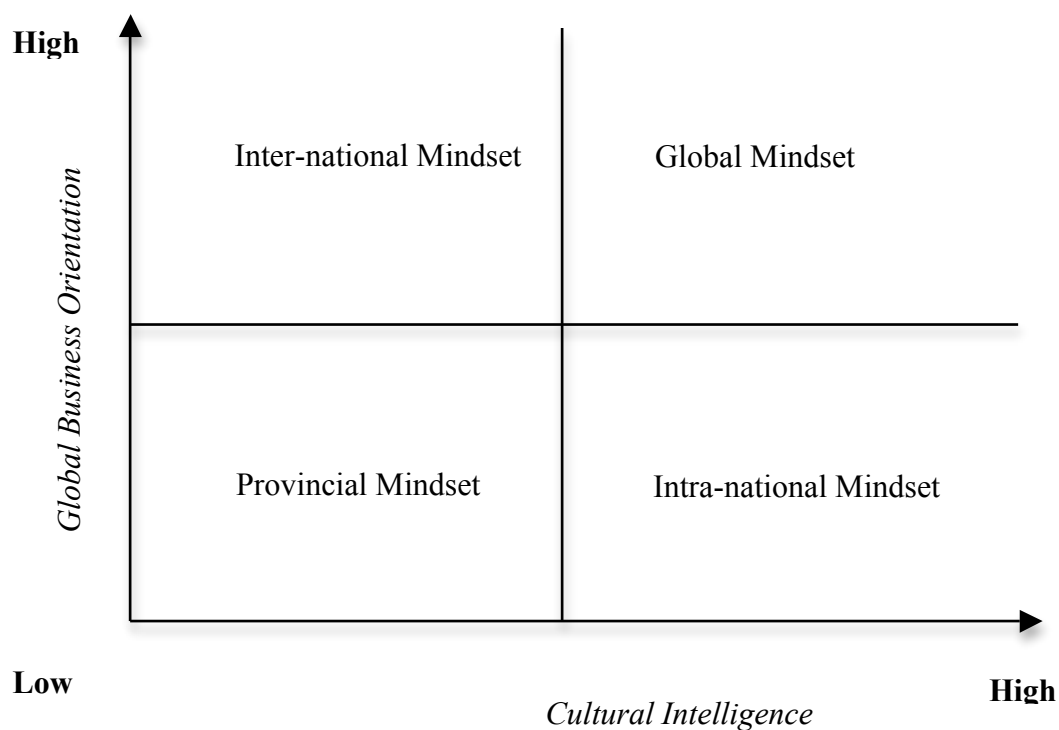 High
Inter-national Mindset
Global Mindset
Global Business Orientation
Provincial Mindset
Intra-national Mindset
Low
High
Cultural Intelligence